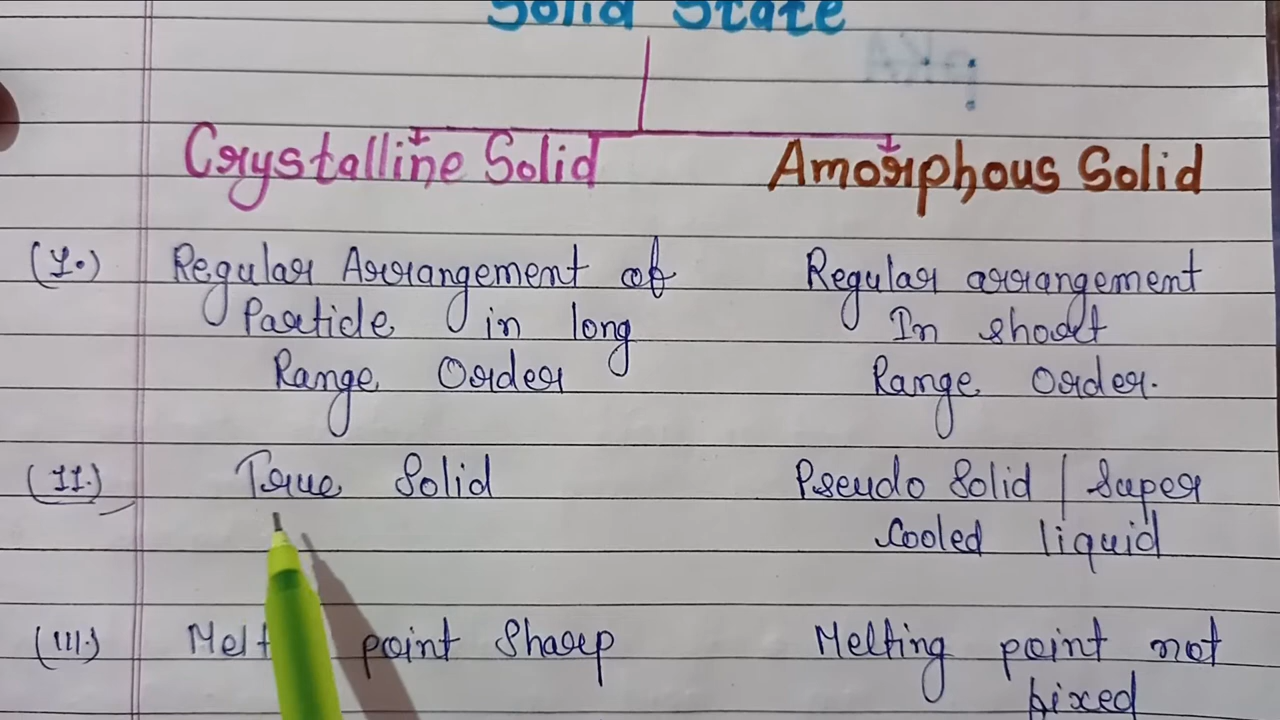 Solid State
Crystalline Solid Amorphous Solid
(I.) Regular Arrangement of Regular arrangement
Particle in long In short
Range Order Range Order.
(II.) True Solid Pseudo Solid / Super
Cooled liquid
(III.) Melt point Sharp Melting point not
fixed